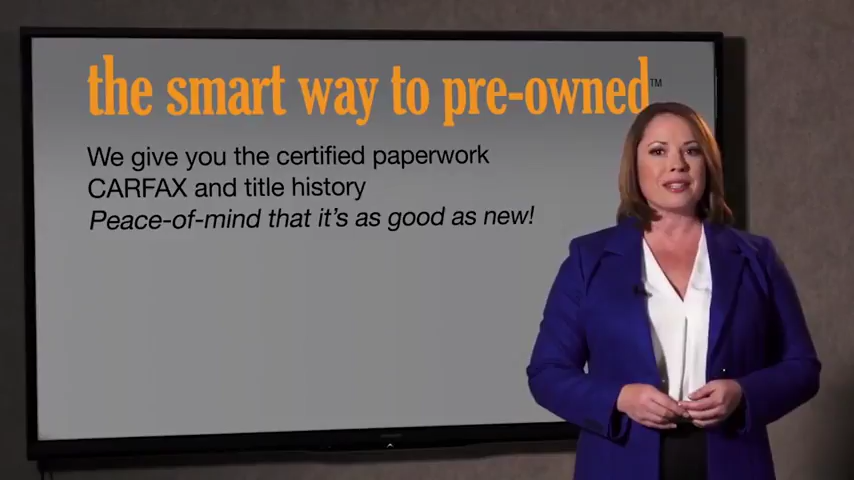 the smart way to pre-owned™
We give you the certified paperwork
CARFAX and title history
Peace-of-mind that it's as good as new!